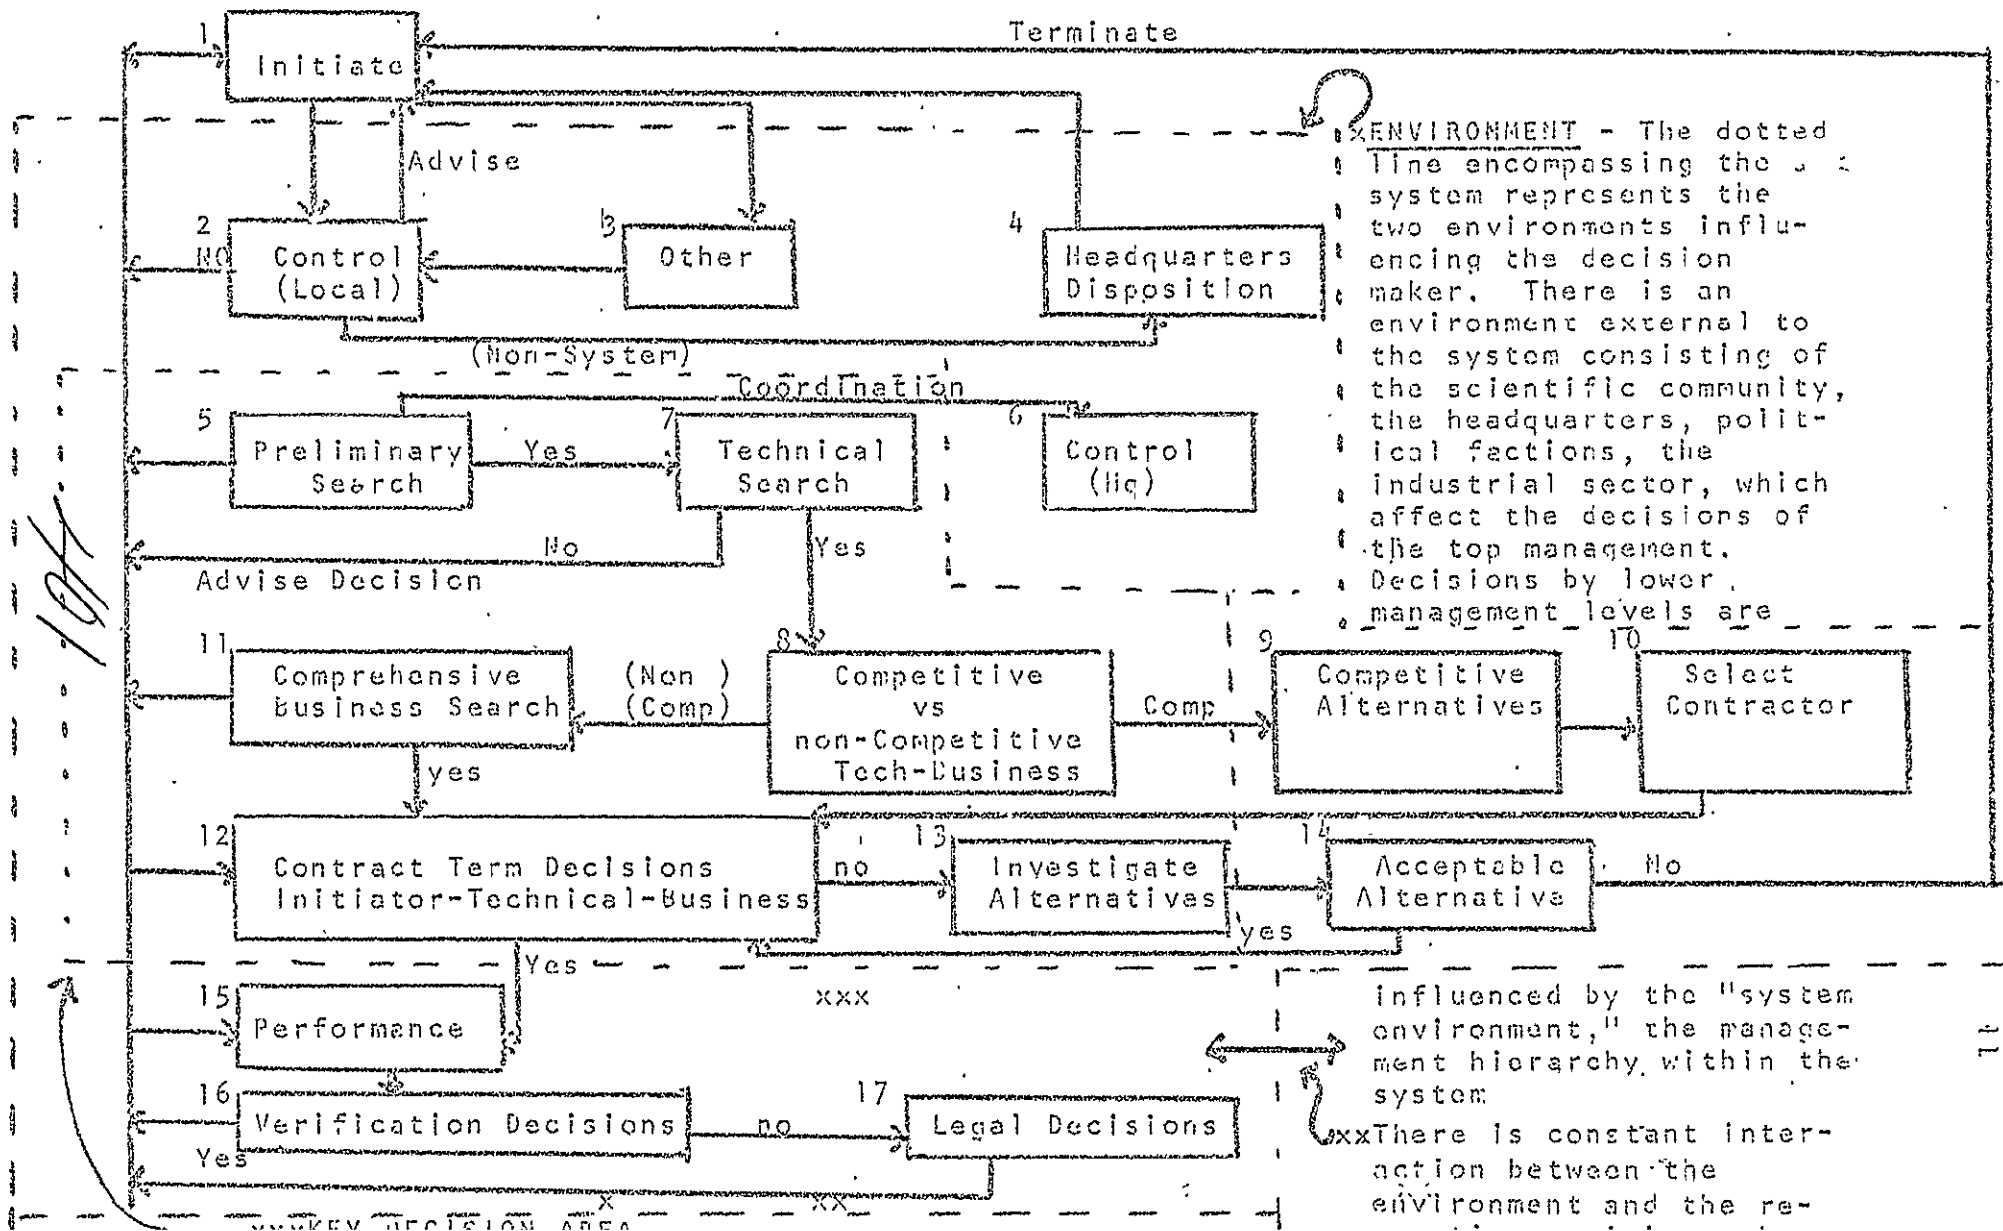 Terminate
1
Initiate
Advise
2
NO
Control
(Local)
3
Other
4
Headquarters
Disposition
(Non-System)
xENVIRONMENT - The dotted
line encompassing the
system represents the
two environments influ-
encing the decision
maker. There is an
environment external to
the system consisting of
the scientific community,
the headquarters, polit-
ical factions, the
industrial sector, which
affect the decisions of
the top management.
Decisions by lower
management levels are
Coordination
5
Preliminary
Search
Yes
7
Technical
Search
6
Control
(Hq)
No
Yes
Advise Decision
11
Comprehensive
Business Search
(Non )
(Comp)
8
Competitive
vs
non-Competitive
Tech-Business
Comp
9
Competitive
Alternatives
10
Select
Contractor
yes
12
Contract Term Decisions
Initiator-Technical-Business
no
13
Investigate
Alternatives
14
Acceptable
Alternative
No
yes
Yes
15
Performance
xxx
influenced by the "system
environment," the manage-
ment hierarchy within the
system
16
Verification Decisions
no
17
Legal Decisions
Yes
xxThere is constant inter-
action between the
environment and the re-
x
xx
xxxKEY DECISION AREA